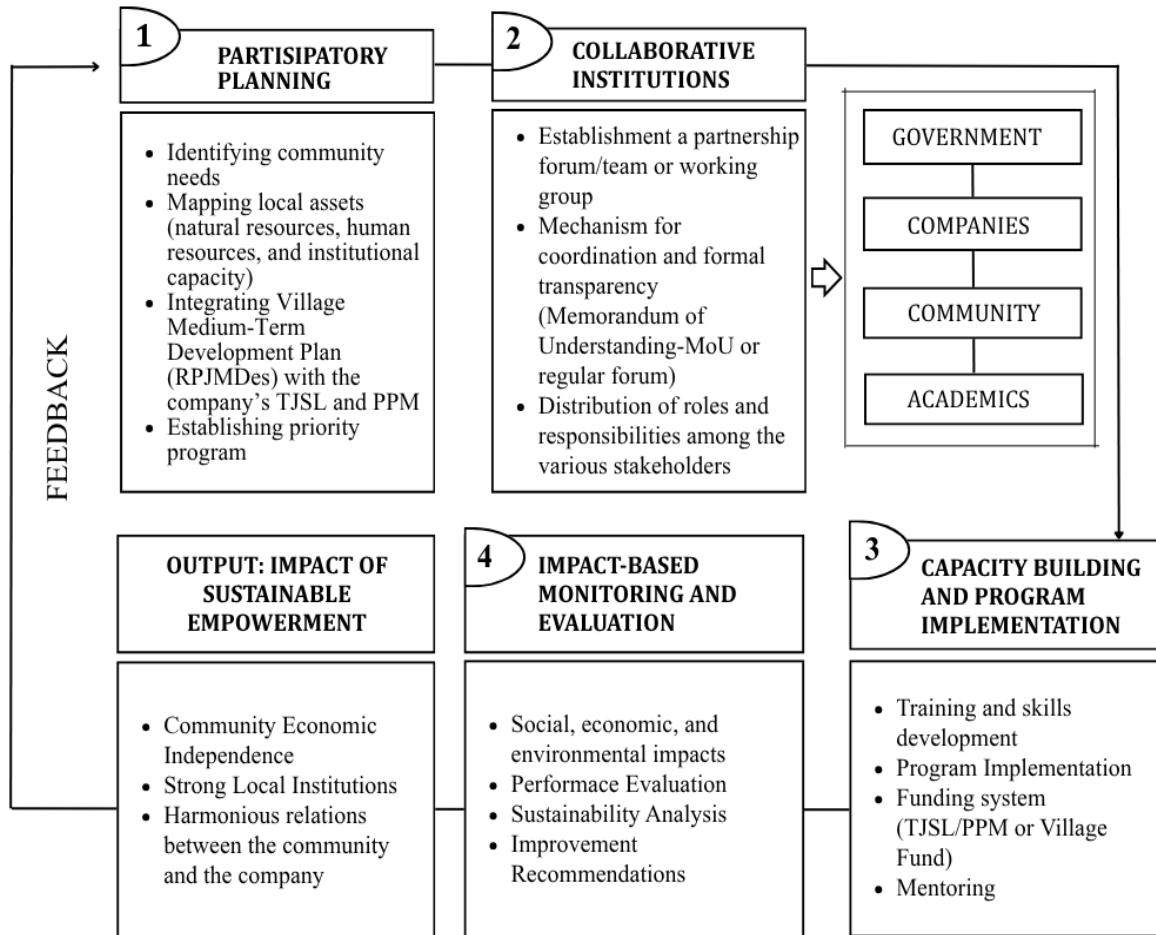 1
PARTISIPATORY
PLANNING
• Identifying community
needs
• Mapping local assets
(natural resources, human
resources, and institutional
capacity)
• Integrating Village
Medium-Term
Development Plan
(RPJMDes) with the
company's TJSL and PPM
• Establishing priority
program
2
COLLABORATIVE
INSTITUTIONS
• Establishment a partnership
forum/team or working
group
• Mechanism for
coordination and formal
transparency
(Memorandum of
Understanding-MoU or
regular forum)
• Distribution of roles and
responsibilities among the
various stakeholders
GOVERNMENT
COMPANIES
COMMUNITY
ACADEMICS
3
CAPACITY BUILDING
AND PROGRAM
IMPLEMENTATION
• Training and skills
development
• Program Implementation
• Funding system
(TJSL/PPM or Village
Fund)
• Mentoring
4
IMPACT-BASED
MONITORING AND
EVALUATION
• Social, economic, and
environmental impacts
• Performace Evaluation
• Sustainability Analysis
• Improvement
Recommendations
OUTPUT: IMPACT OF
SUSTAINABLE
EMPOWERMENT
• Community Economic
Independence
• Strong Local Institutions
• Harmonious relations
between the community
and the company
FEEDBACK